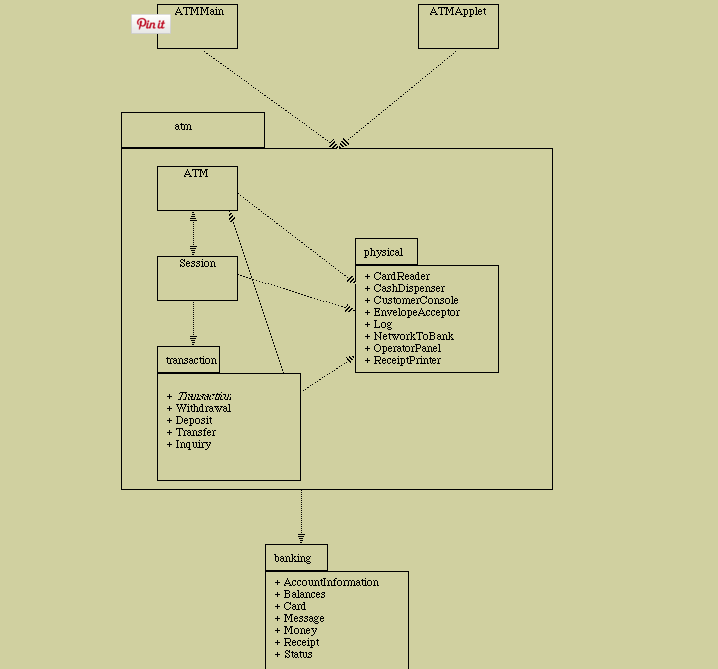 ATMMain
ATMApplet
Pin it
atm
ATM
Session
physical
+ CardReader
+ CashDispenser
+ CustomerConsole
+ EnvelopeAcceptor
+ Log
+ NetworkToBank
+ OperatorPanel
+ ReceiptPrinter
transaction
+ Transaction
+ Withdrawal
+ Deposit
+ Transfer
+ Inquiry
banking
+ AccountInformation
+ Balances
+ Card
+ Message
+ Money
+ Receipt
+ Status